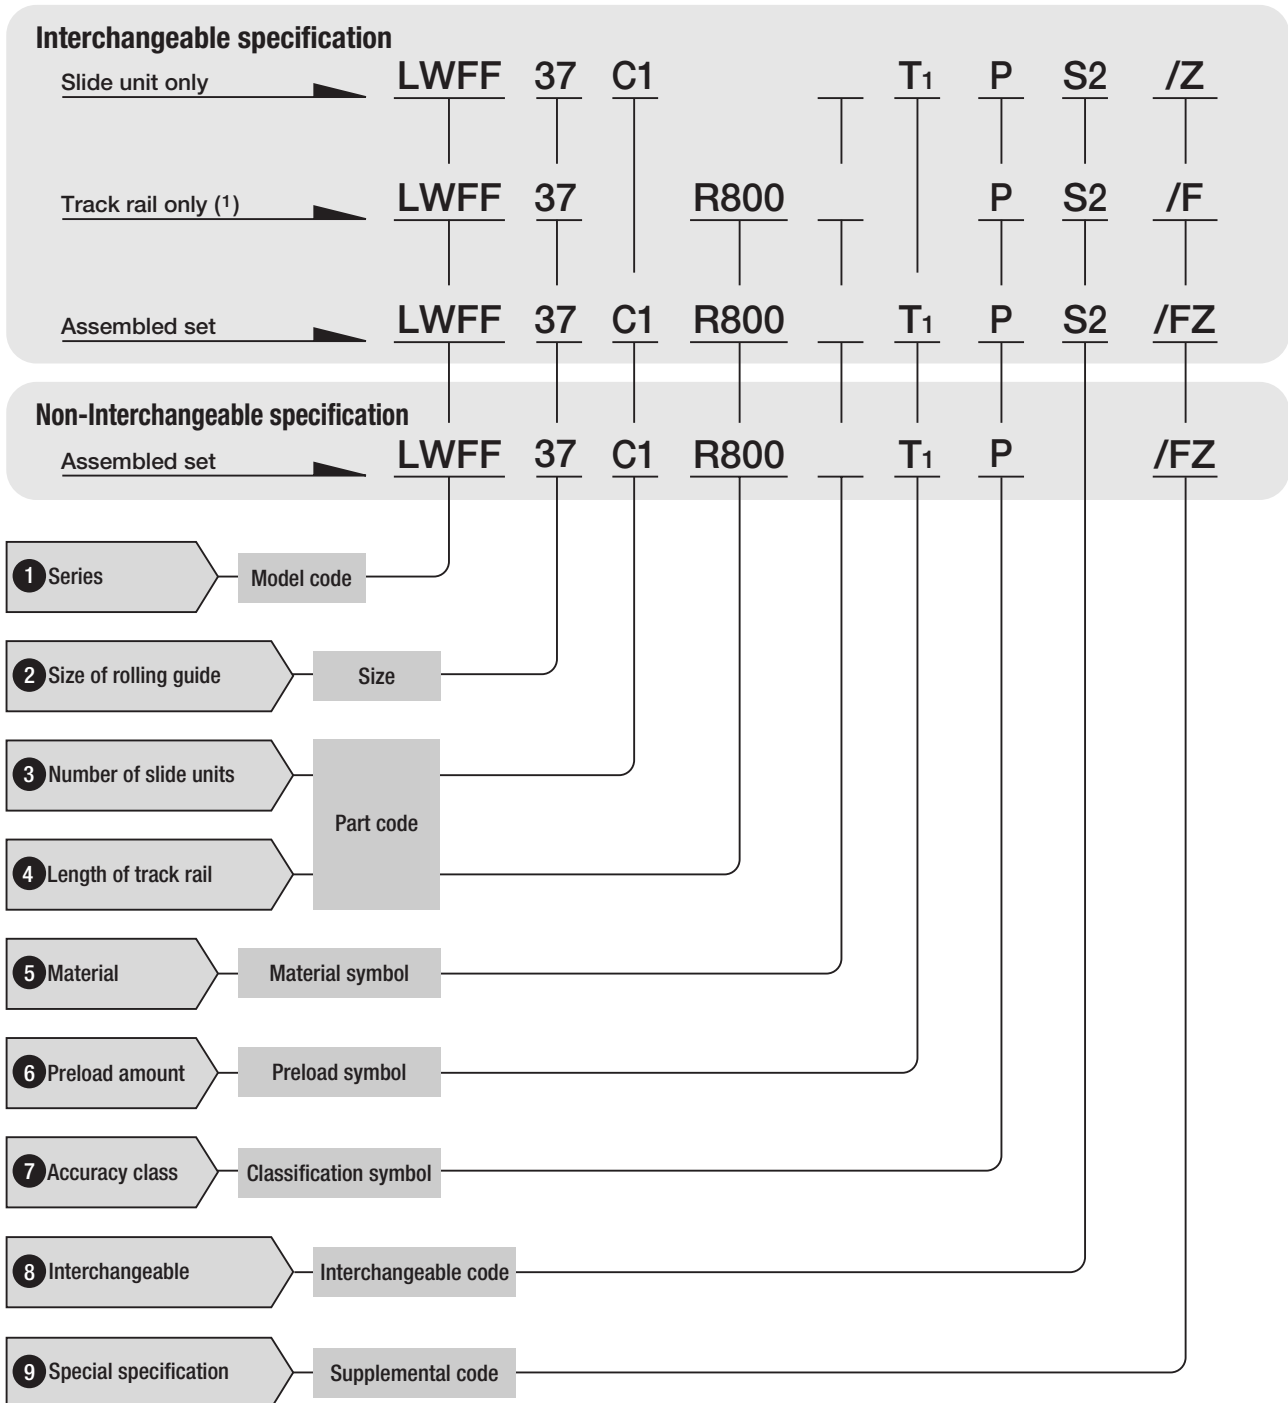 Interchangeable specification
Slide unit only LWFF 37 C1 T1 P S2 /Z
Track rail only (1) LWFF 37 R800 P S2 /F
Assembled set LWFF 37 C1 R800 T1 P S2 /FZ
Non-Interchangeable specification
Assembled set LWFF 37 C1 R800 T1 P /FZ
1 Series Model code
2 Size of rolling guide Size
3 Number of slide units
Part code
4 Length of track rail
5 Material Material symbol
6 Preload amount Preload symbol
7 Accuracy class Classification symbol
8 Interchangeable Interchangeable code
9 Special specification Supplemental code